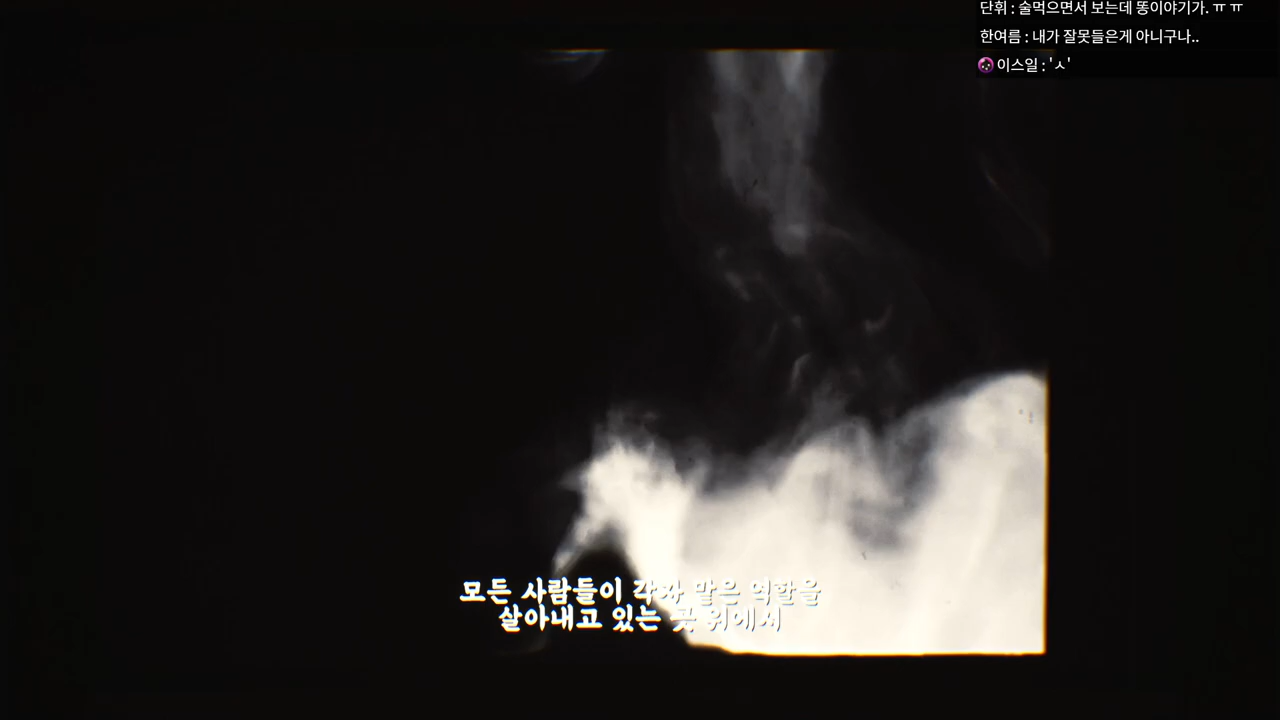 단휘 : 술먹으면서 보는데 똥이야기가. ㅠ ㅠ
한여름 : 내가 잘못들은게 아니구나..
이스일 : 'ㅅ'
모든 사람들이 각자 맡은 역할을
살아내고 있는 곳 위에서